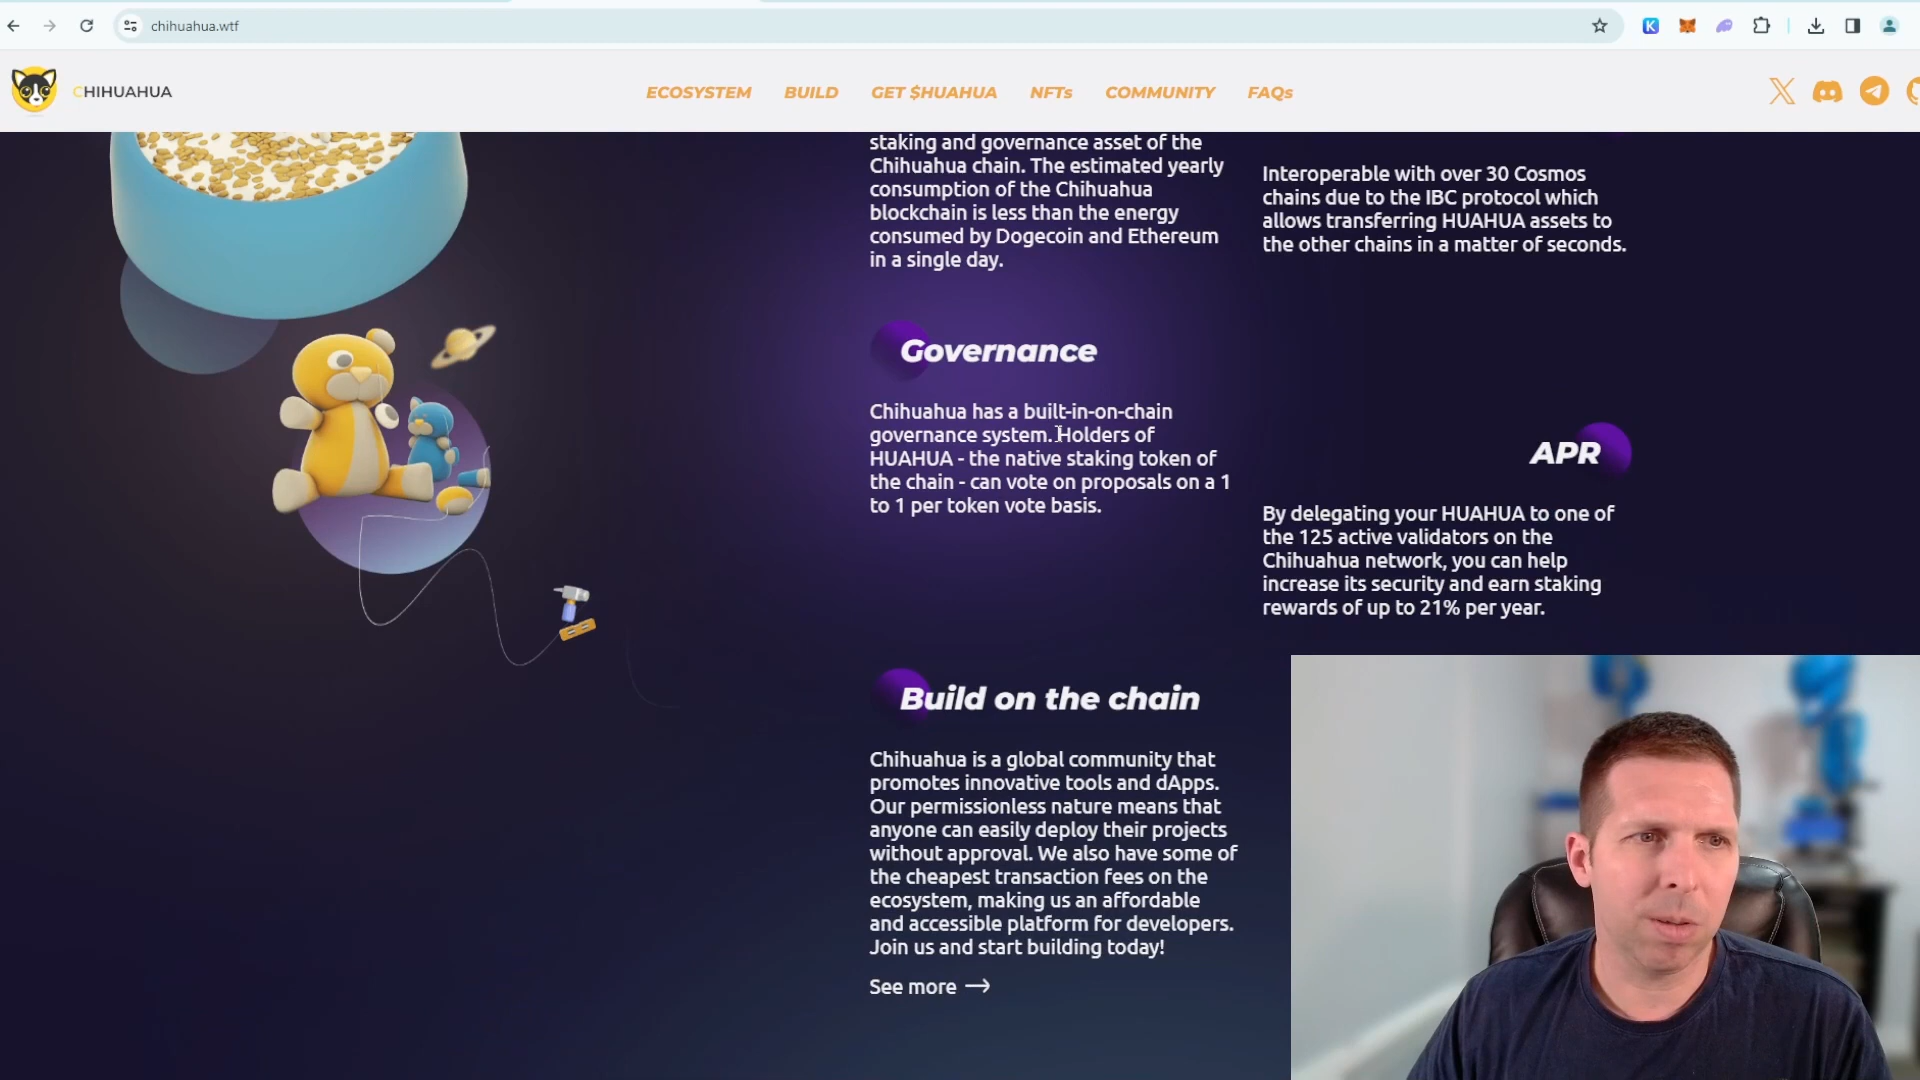 chihuahua.wtf
CHIHUAHUA
ECOSYSTEM
BUILD
GET $HUAHUA
NFTs
COMMUNITY
FAQs
staking and governance asset of the
Chihuahua chain. The estimated yearly
consumption of the Chihuahua
blockchain is less than the energy
consumed by Dogecoin and Ethereum
in a single day.
Interoperable with over 30 Cosmos
chains due to the IBC protocol which
allows transferring HUAHUA assets to
the other chains in a matter of seconds.
Governance
Chihuahua has a built-in-on-chain
governance system. Holders of
HUAHUA - the native staking token of
the chain - can vote on proposals on a 1
to 1 per token vote basis.
APR
By delegating your HUAHUA to one of
the 125 active validators on the
Chihuahua network, you can help
increase its security and earn staking
rewards of up to 21% per year.
Build on the chain
Chihuahua is a global community that
promotes innovative tools and dApps.
Our permissionless nature means that
anyone can easily deploy their projects
without approval. We also have some of
the cheapest transaction fees on the
ecosystem, making us an affordable
and accessible platform for developers.
Join us and start building today!
See more